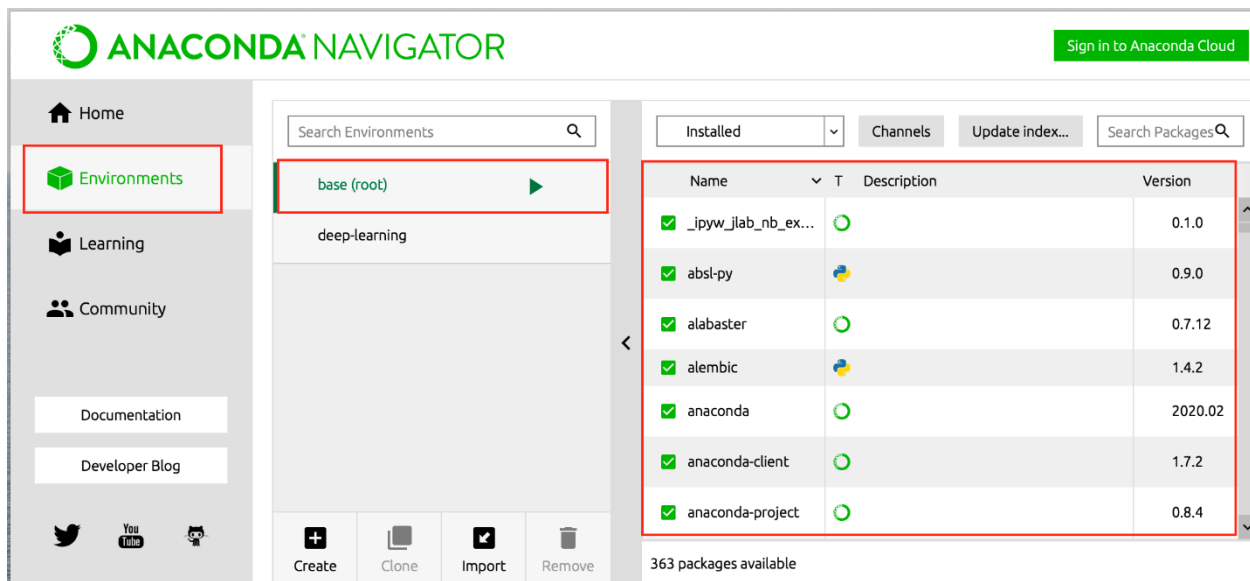 ANACONDA NAVIGATOR
Sign in to Anaconda Cloud
Home
Environments
Learning
Community
Documentation
Developer Blog
You
Tube
Search Environments
base (root)
deep-learning
Create
Clone
Import
Remove
Installed
Channels
Update index...
Search Packages
Name T Description Version
_ipyw_jlab_nb_ex... 0.1.0
absl-py 0.9.0
alabaster 0.7.12
alembic 1.4.2
anaconda 2020.02
anaconda-client 1.7.2
anaconda-project 0.8.4
363 packages available